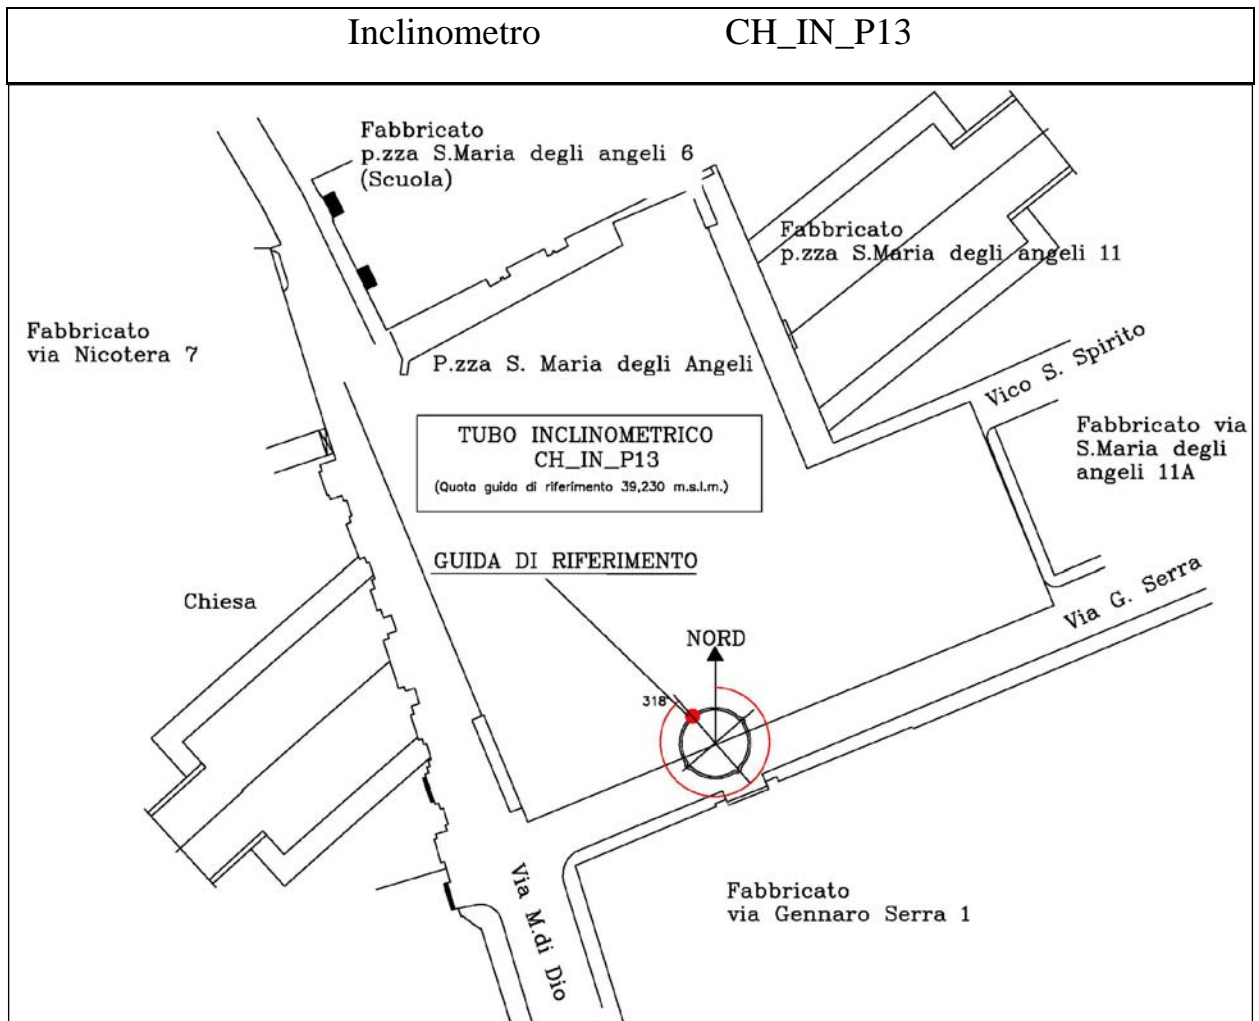 Inclinometro CH_IN_P13
Fabbricato
p.zza S.Maria degli angeli 6
(Scuola)
Fabbricato
p.zza S.Maria degli angeli 11
Fabbricato
via Nicotera 7
P.zza S. Maria degli Angeli
Vico S. Spirito
Fabbricato via
S.Maria degli
angeli 11A
TUBO INCLINOMETRICO
CH_IN_P13
(Quota guida di riferimento 39,230 m.s.l.m.)
GUIDA DI RIFERIMENTO
Chiesa
Via G. Serra
NORD
318°
Fabbricato
via Gennaro Serra 1
Via M.di Dio